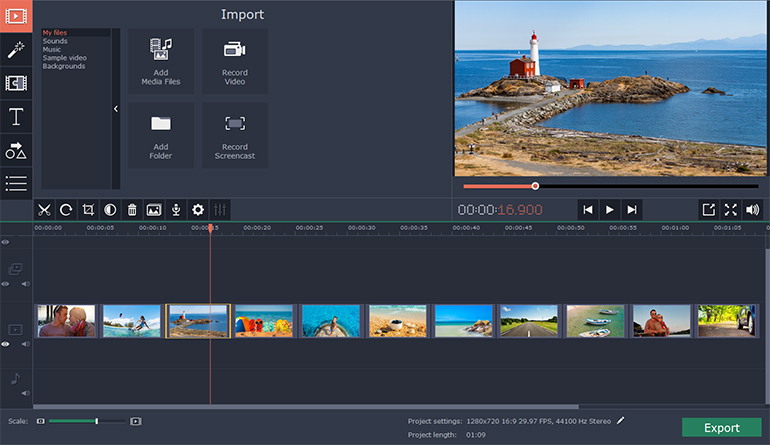 Import
My files
Sounds
Music
Sample video
Backgrounds
Add
Media Files
Record
Video
Add
Folder
Record
Screencast
T
00:00:16.900
00:00:00
00:00:05
00:00:10
00:00:15
00:00:20
00:00:25
00:00:30
00:00:35
00:00:40
00:00:45
00:00:50
00:00:55
00:01:00
00:01:05
Scale:
Project settings: 1280x720 16:9 29.97 FPS, 44100 Hz Stereo
Project length: 01:09
Export